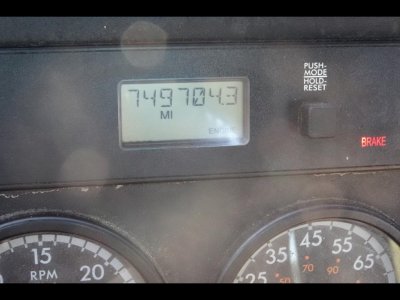 749704.3
MI
ENGINE
PUSH-
MODE
HOLD-
RESET
BRAKE
15
20
RPM
25
35
45
55
65
50
70
90